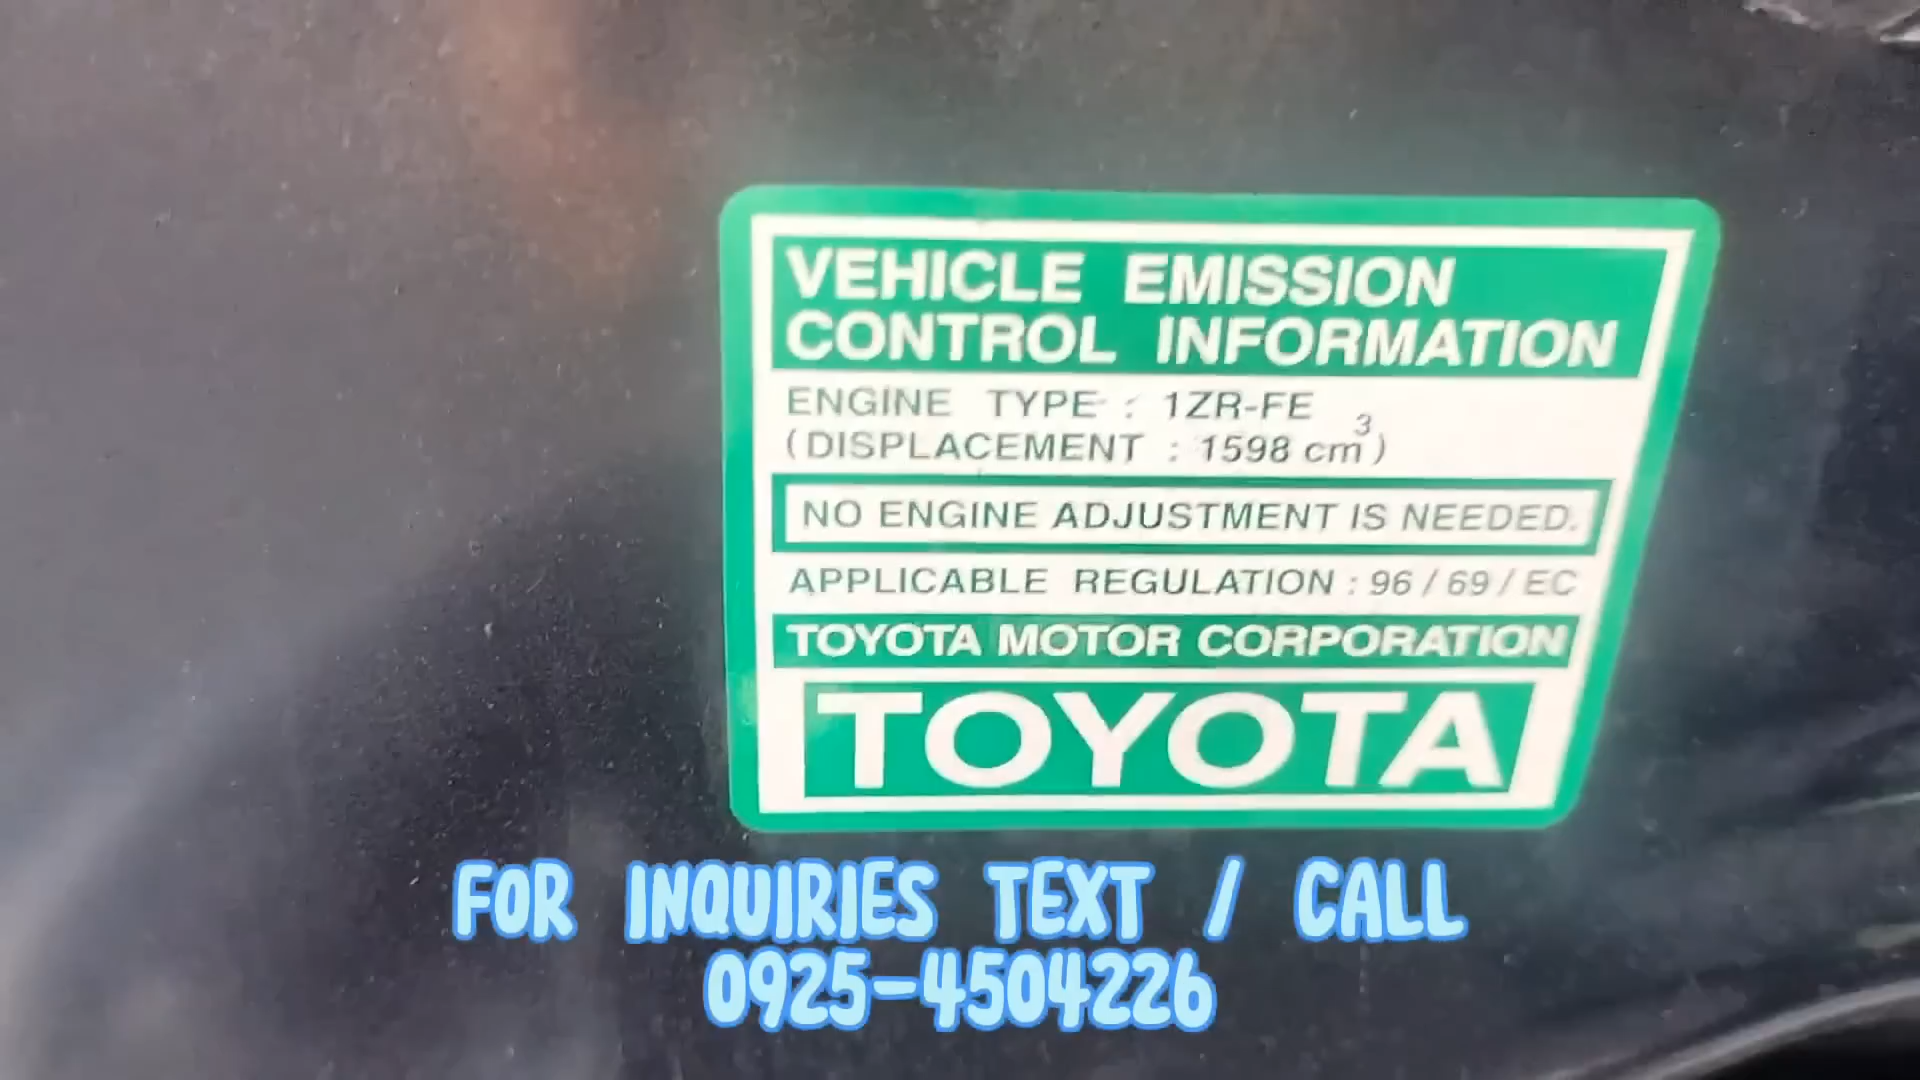 VEHICLE EMISSION
CONTROL INFORMATION
ENGINE TYPE : 1ZR-FE
(DISPLACEMENT : 1598 cm³)
NO ENGINE ADJUSTMENT IS NEEDED.
APPLICABLE REGULATION : 96 / 69 / EC
TOYOTA MOTOR CORPORATION
TOYOTA
FOR INQUIRIES TEXT / CALL
0925-4504226